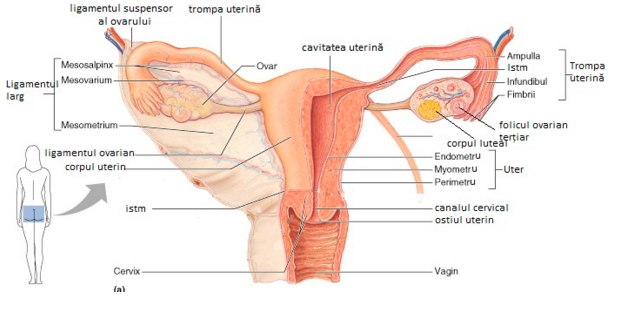 ligamentul suspensor
al ovarului
trompa uterină
cavitatea uterină
Ligamentul
larg
Mesosalpinx
Mesovarium
Mesometrium
Ovar
ligamentul ovarian
corpul uterin
istm
Cervix
(a)
Ampulla
Istm
Infundibul
Fimbrii
Trompa
uterină
folicul ovarian
terțiar
corpul luteal
Endometru
Myometru
Perimetru
Uter
canalul cervical
ostiul uterin
Vagin